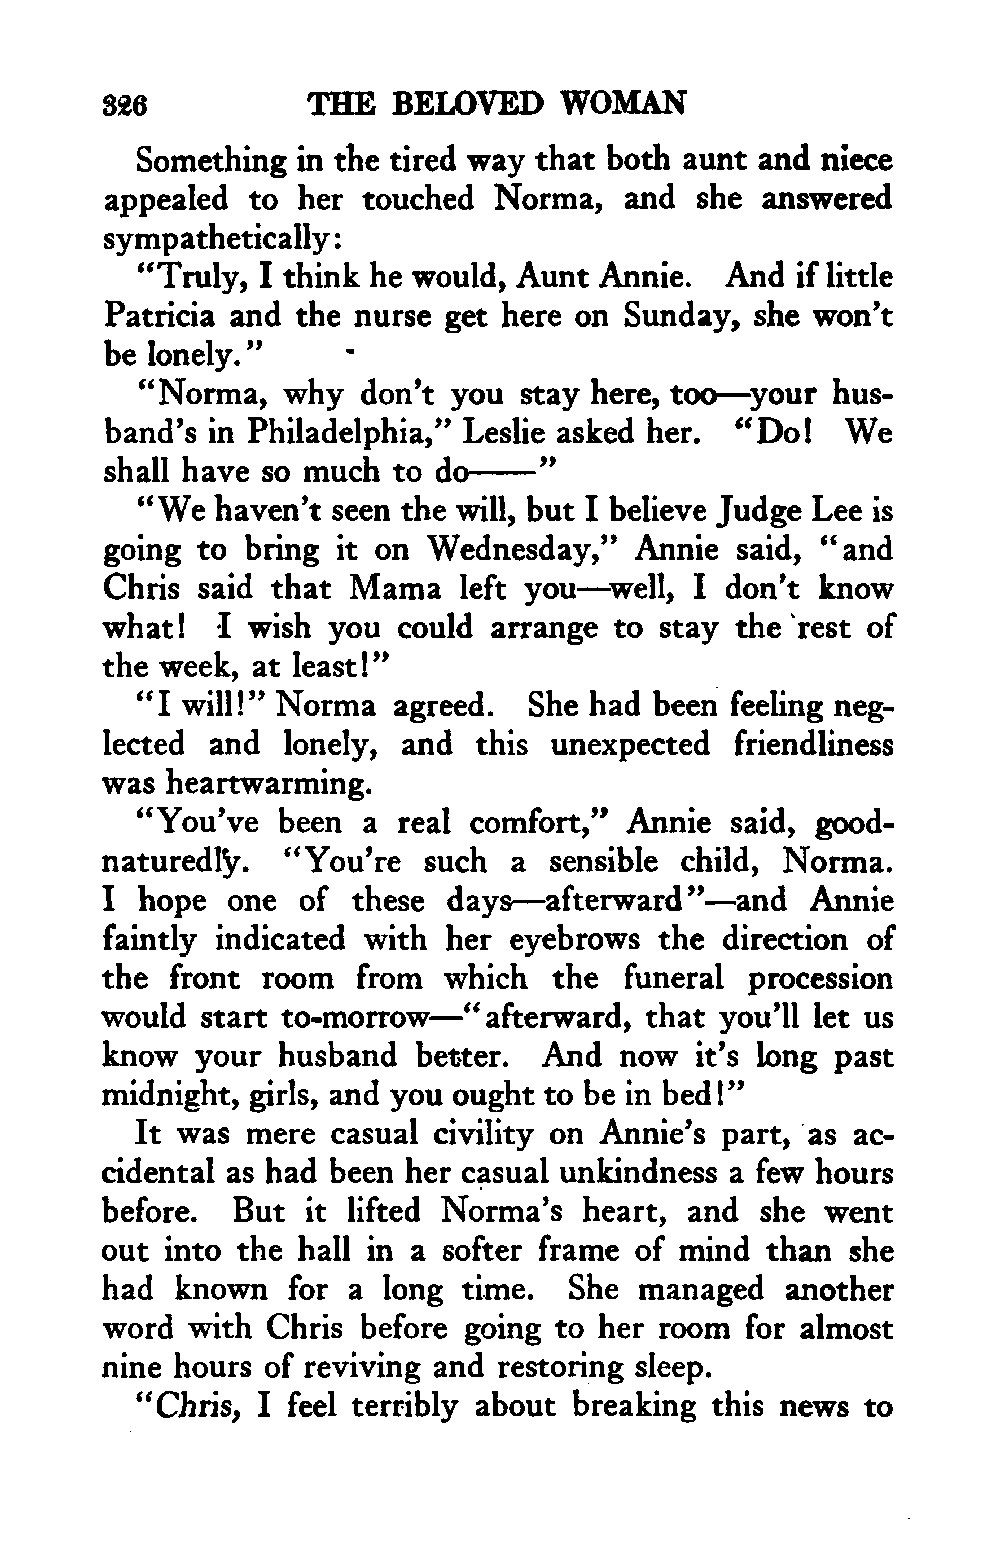 326 THE BELOVED WOMAN
Something in the tired way that both aunt and niece
appealed to her touched Norma, and she answered
sympathetically:
“Truly, I think he would, Aunt Annie. And if little
Patricia and the nurse get here on Sunday, she won’t
be lonely.”
“Norma, why don’t you stay here, too—your hus-
band’s in Philadelphia,” Leslie asked her. “Do! We
shall have so much to do——”
“We haven’t seen the will, but I believe Judge Lee is
going to bring it on Wednesday,” Annie said, “and
Chris said that Mama left you—well, I don’t know
what! I wish you could arrange to stay the rest of
the week, at least!”
“I will!” Norma agreed. She had been feeling neg-
lected and lonely, and this unexpected friendliness
was heartwarming.
“You’ve been a real comfort,” Annie said, good-
naturedly. “You’re such a sensible child, Norma.
I hope one of these days—afterward”—and Annie
faintly indicated with her eyebrows the direction of
the front room from which the funeral procession
would start to-morrow—“afterward, that you’ll let us
know your husband better. And now it’s long past
midnight, girls, and you ought to be in bed!”
It was mere casual civility on Annie’s part, as ac-
cidental as had been her casual unkindness a few hours
before. But it lifted Norma’s heart, and she went
out into the hall in a softer frame of mind than she
had known for a long time. She managed another
word with Chris before going to her room for almost
nine hours of reviving and restoring sleep.
“Chris, I feel terribly about breaking this news to